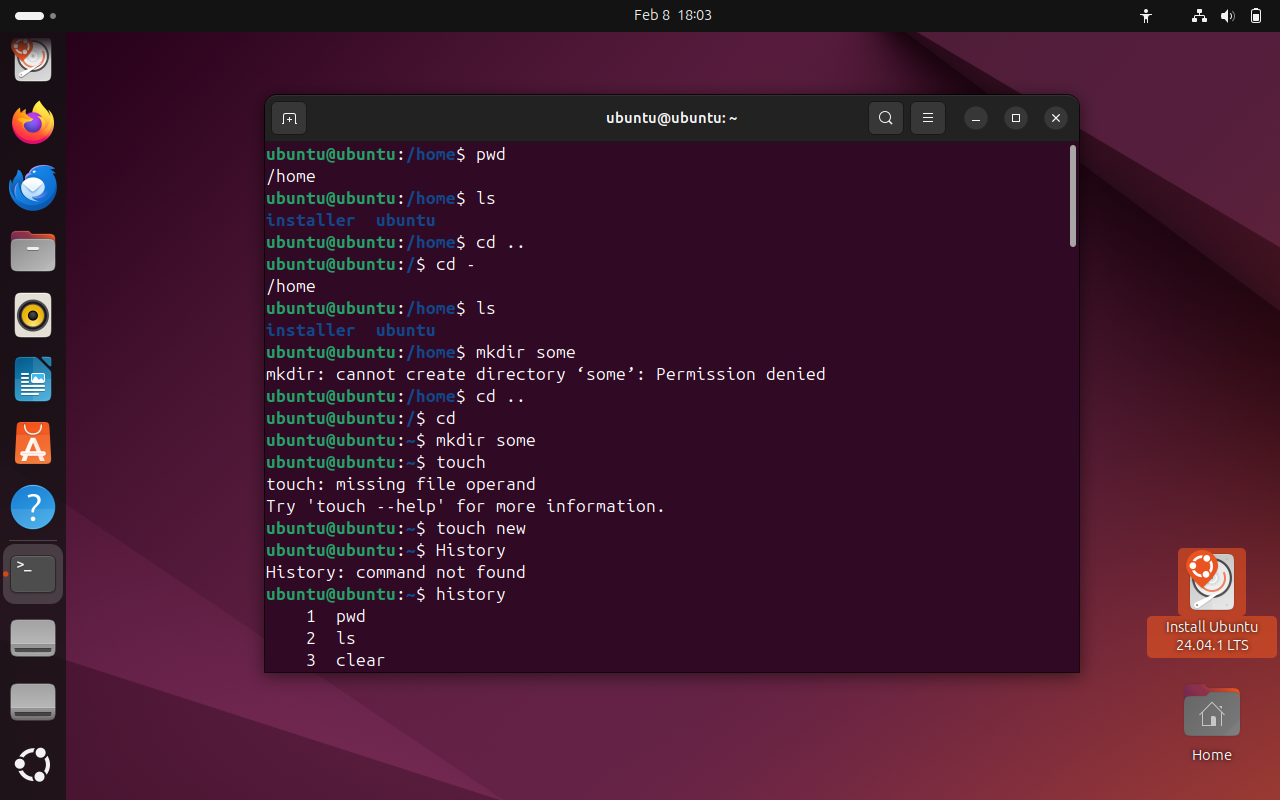 Feb 8 18:03
ubuntu@ubuntu: ~
ubuntu@ubuntu:/home$ pwd
/home
ubuntu@ubuntu:/home$ ls
installer  ubuntu
ubuntu@ubuntu:/home$ cd ..
ubuntu@ubuntu:/$ cd -
/home
ubuntu@ubuntu:/home$ ls
installer  ubuntu
ubuntu@ubuntu:/home$ mkdir some
mkdir: cannot create directory ‘some’: Permission denied
ubuntu@ubuntu:/home$ cd ..
ubuntu@ubuntu:/$ cd
ubuntu@ubuntu:~$ mkdir some
ubuntu@ubuntu:~$ touch
touch: missing file operand
Try 'touch --help' for more information.
ubuntu@ubuntu:~$ touch new
ubuntu@ubuntu:~$ History
History: command not found
ubuntu@ubuntu:~$ history
    1  pwd
    2  ls
    3  clear
Install Ubuntu
24.04.1 LTS
Home